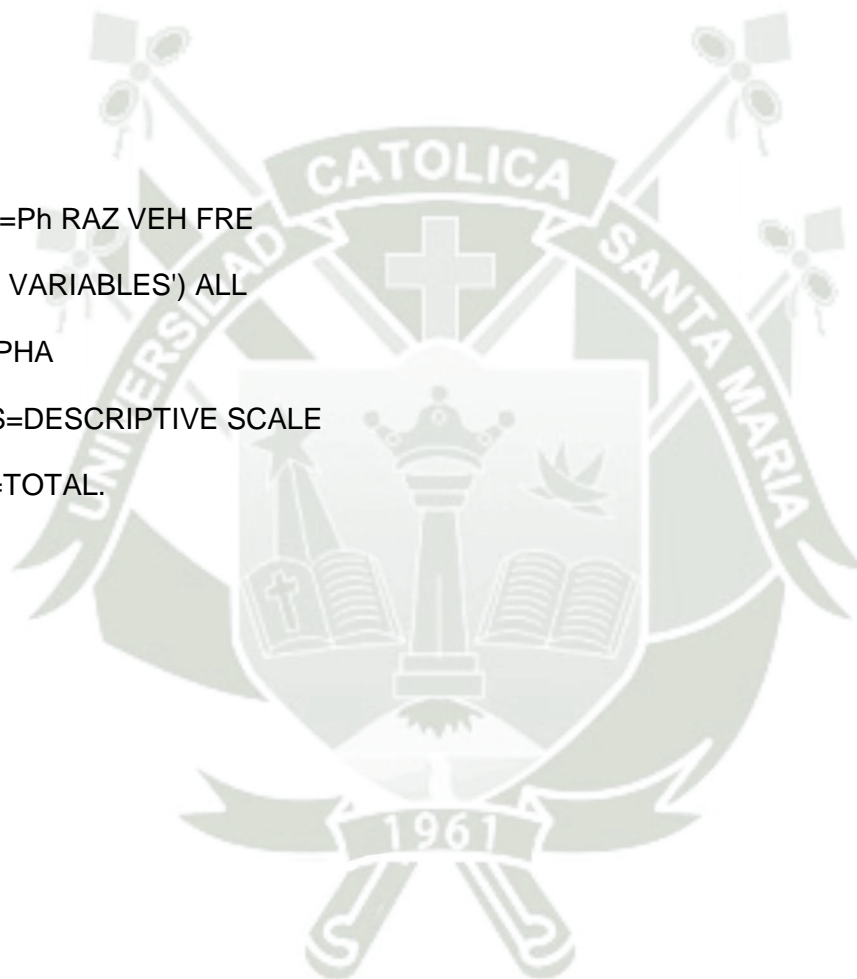 =Ph RAZ VEH FRE
VARIABLES') ALL
PHA
S=DESCRIPTIVE SCALE
=TOTAL.
UNIVERSIDAD CATOLICA SANTA MARIA
1961